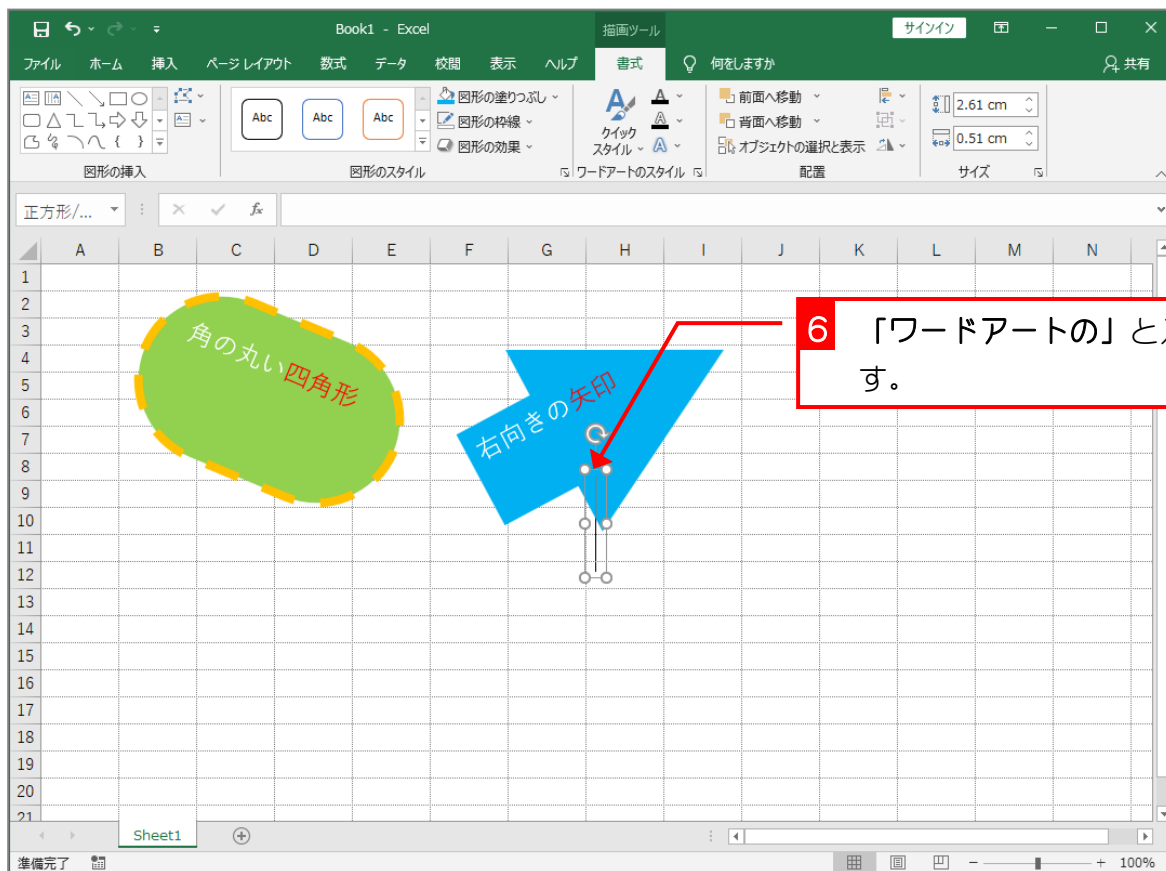 Book1 - Excel
描画ツール
サインイン
ファイル ホーム 挿入 ページ レイアウト 数式 データ 校閲 表示 ヘルプ 書式 何をしますか 共有
Abc Abc Abc
図形の塗りつぶし
図形の枠線
図形の効果
クイック
スタイル
前面へ移動
背面へ移動
オブジェクトの選択と表示
2.61 cm
0.51 cm
図形の挿入 図形のスタイル ワードアートのスタイル 配置 サイズ
正方形/... fx
A B C D E F G H I J K L M N
1
2
3
4
5
6
7
8
9
10
11
12
13
14
15
16
17
18
19
20
21
角の丸い四角形
右向きの矢印
6 「ワードアートの」と
す。
Sheet1
準備完了 100%